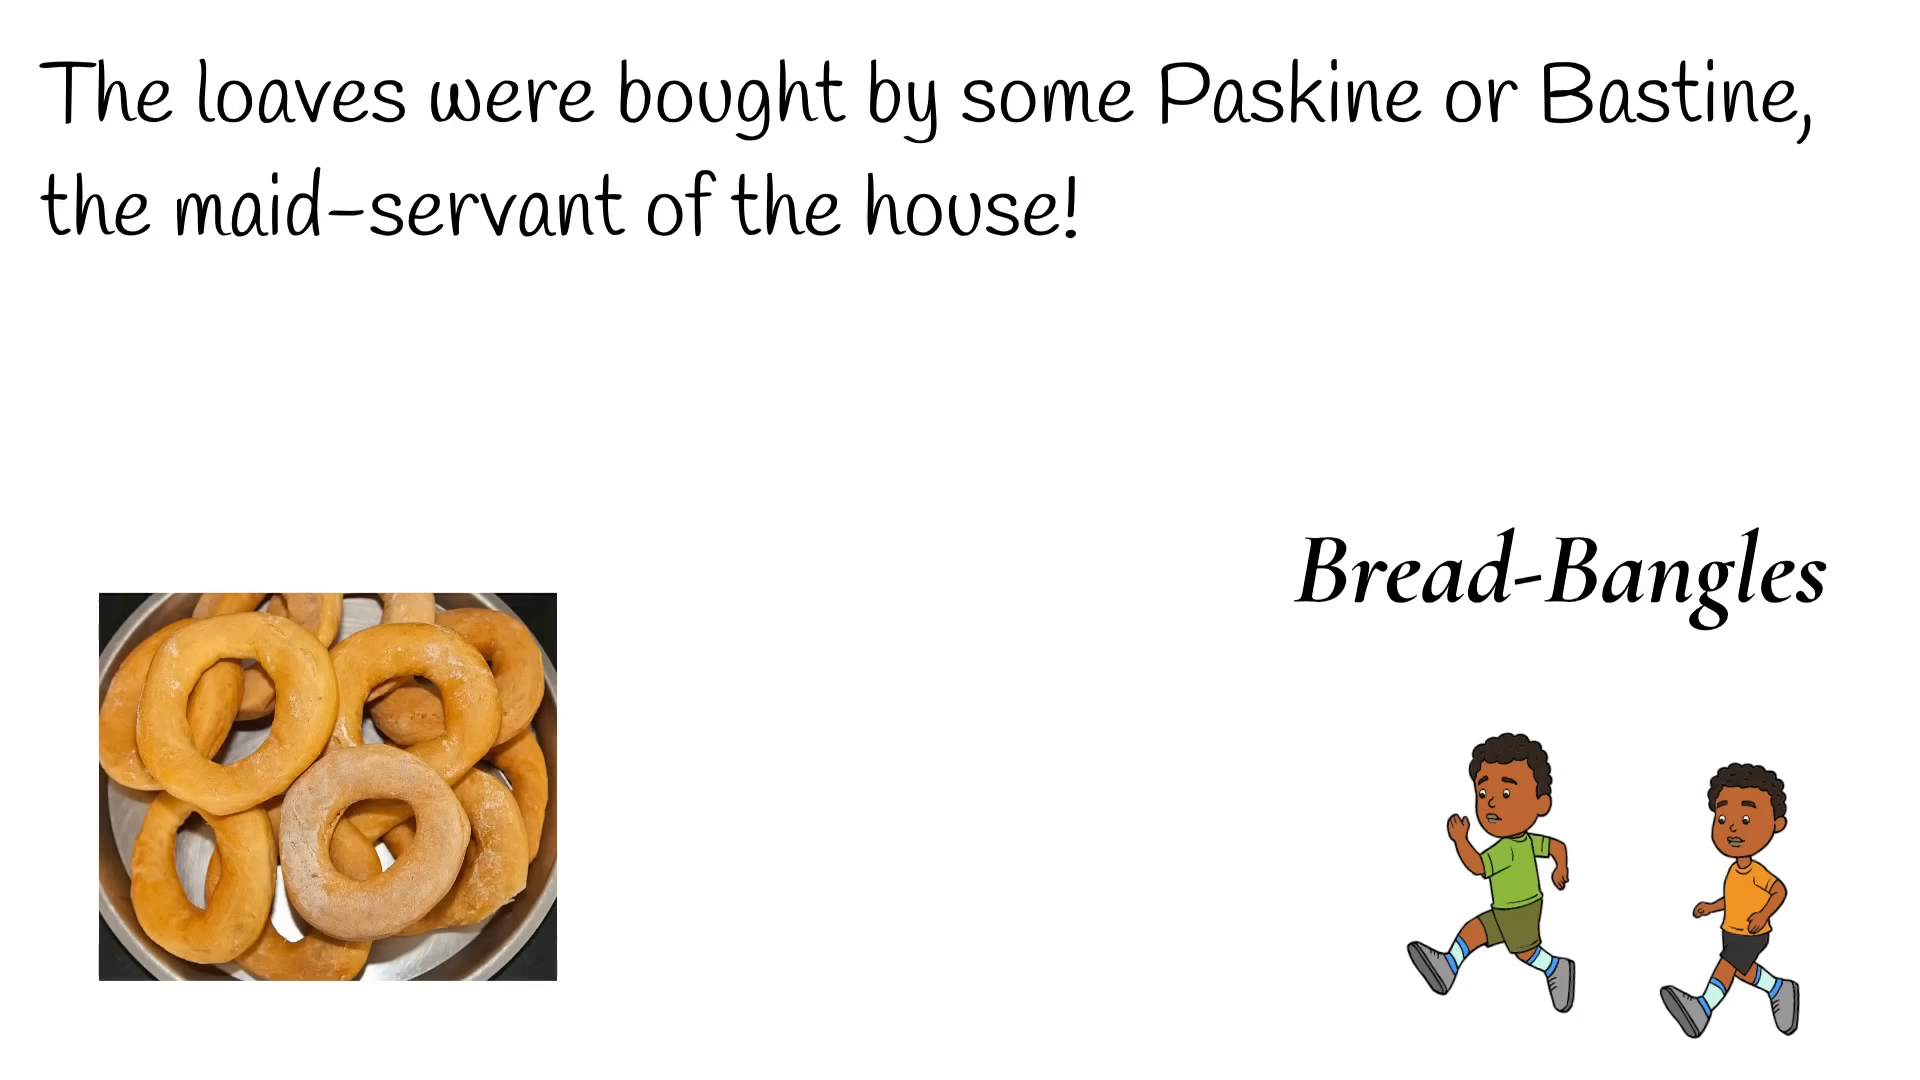 The loaves were bought by some Paskine or Bastine,
the maid-servant of the house!
Bread-Bangles